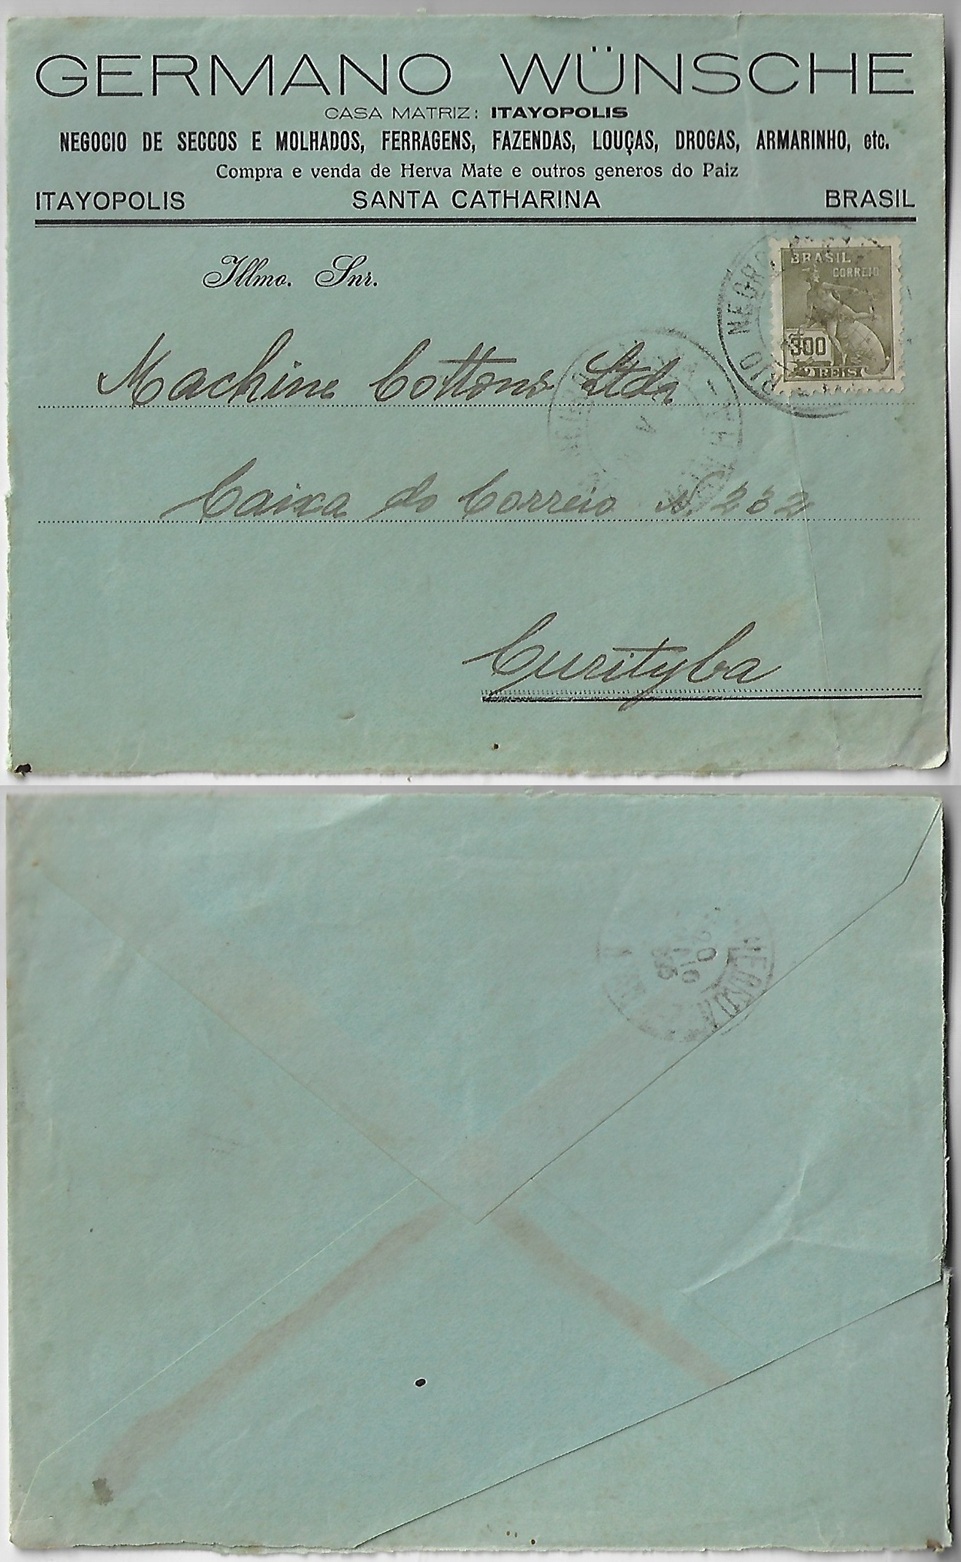 GERMANO WÜNSCHE
CASA MATRIZ: ITAYOPOLIS
NEGOCIO DE SECCOS E MOLHADOS, FERRAGENS, FAZENDAS, LOUÇAS, DROGAS, ARMARINHO, etc.
Compra e venda de Herva Mate e outros generos do Paiz
ITAYOPOLIS SANTA CATHARINA BRASIL
BRASIL
CORREIO
300
REIS
RIO NEGRO
Illmo. Snr.
Machine Cottons Ltda
Caixa do Correio N. 232
Curityba